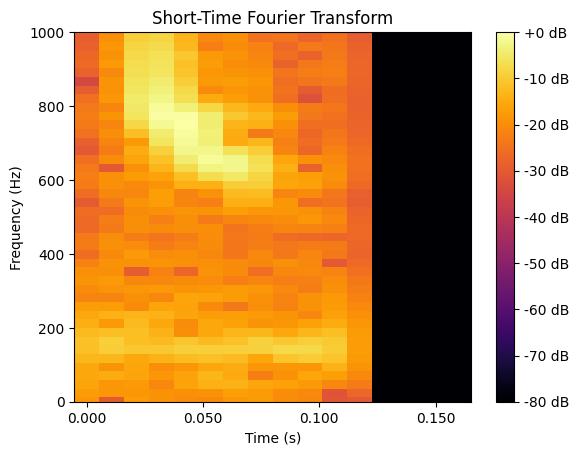 Short-Time Fourier Transform
Frequency (Hz)
1000
800
600
400
200
0
0.000
0.050
0.100
0.150
Time (s)
+0 dB
-10 dB
-20 dB
-30 dB
-40 dB
-50 dB
-60 dB
-70 dB
-80 dB